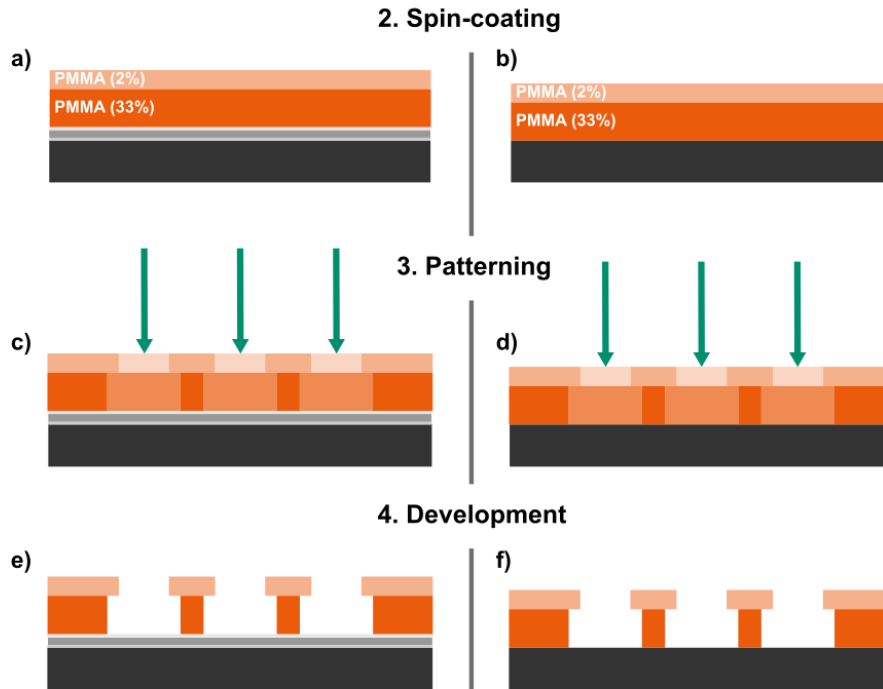 2. Spin-coating
a)
b)
PMMA (2%)
PMMA (33%)
PMMA (2%)
PMMA (33%)
3. Patterning
c)
d)
4. Development
e)
f)